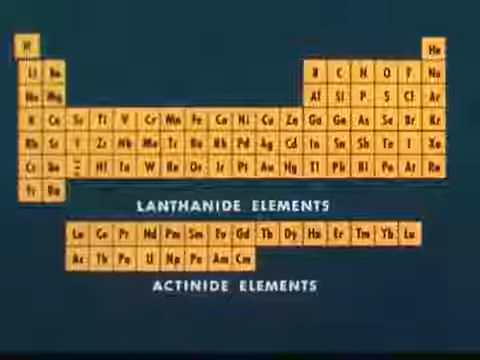 H He
Li Be B C N O F Ne
Na Mg Al Si P S Cl Ar
K Ca Sc Ti V Cr Mn Fe Co Ni Cu Zn Ga Ge As Se Br Kr
Rb Sr Y Zr Nb Mo Tc Ru Rh Pd Ag Cd In Sn Sb Te I Xe
Cs Ba Hf Ta W Re Os Ir Pt Au Hg Tl Pb Bi Po At Rn
Fr Ra
LANTHANIDE ELEMENTS
La Ce Pr Nd Pm Sm Eu Gd Tb Dy Ho Er Tm Yb Lu
Ac Th Pa U Np Pu Am Cm
ACTINIDE ELEMENTS